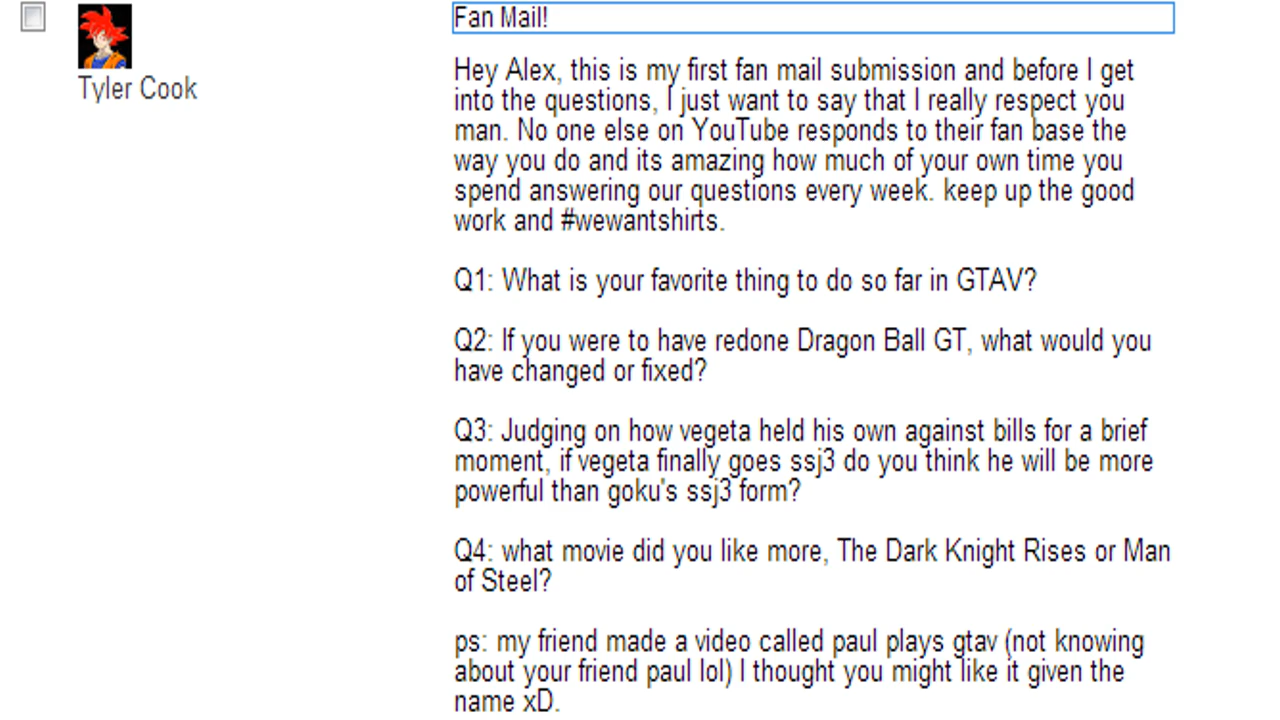 Fan Mail!
Tyler Cook
Hey Alex, this is my first fan mail submission and before I get
into the questions, I just want to say that I really respect you
man. No one else on YouTube responds to their fan base the
way you do and its amazing how much of your own time you
spend answering our questions every week. keep up the good
work and #wewantshirts.
Q1: What is your favorite thing to do so far in GTAV?
Q2: If you were to have redone Dragon Ball GT, what would you
have changed or fixed?
Q3: Judging on how vegeta held his own against bills for a brief
moment, if vegeta finally goes ssj3 do you think he will be more
powerful than goku's ssj3 form?
Q4: what movie did you like more, The Dark Knight Rises or Man
of Steel?
ps: my friend made a video called paul plays gtav (not knowing
about your friend paul lol) I thought you might like it given the
name xD.